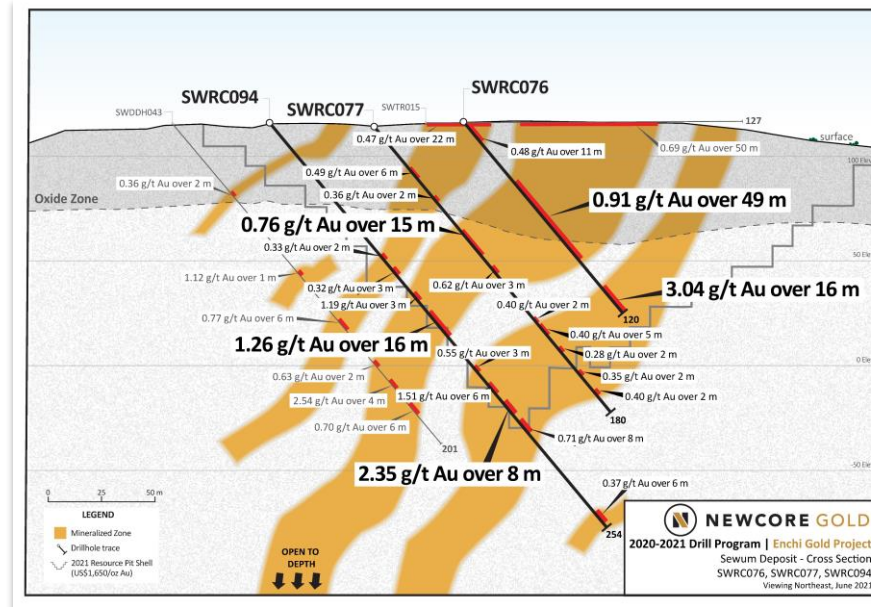 SWRC076
SWRC094
SWRC077
SWTR015
SWDDH043
127
surface
0.47 g/t Au over 22 m
0.48 g/t Au over 11 m
0.69 g/t Au over 50 m
100 Elev
0.49 g/t Au over 6 m
0.36 g/t Au over 2 m
0.36 g/t Au over 2 m
Oxide Zone
0.91 g/t Au over 49 m
0.76 g/t Au over 15 m
0.33 g/t Au over 2 m
50 Elev
1.12 g/t Au over 1 m
0.32 g/t Au over 3 m
0.62 g/t Au over 3 m
3.04 g/t Au over 16 m
1.19 g/t Au over 3 m
0.40 g/t Au over 2 m
120
0.77 g/t Au over 6 m
0.40 g/t Au over 5 m
1.26 g/t Au over 16 m
0.28 g/t Au over 2 m
0.55 g/t Au over 3 m
0 Elev
0.63 g/t Au over 2 m
0.35 g/t Au over 2 m
2.54 g/t Au over 4 m
1.51 g/t Au over 6 m
0.40 g/t Au over 2 m
0.70 g/t Au over 6 m
180
201
0.71 g/t Au over 8 m
2.35 g/t Au over 8 m
-50 Elev
0.37 g/t Au over 6 m
254
0 25 50 m
LEGEND
Mineralized Zone
Drillhole trace
2021 Resource Pit Shell
(US$1,650/oz Au)
OPEN TO
DEPTH
N NEWCORE GOLD
2020-2021 Drill Program | Enchi Gold Project
Sewum Deposit - Cross Section
SWRC076, SWRC077, SWRC094
Viewing Northeast, June 2021